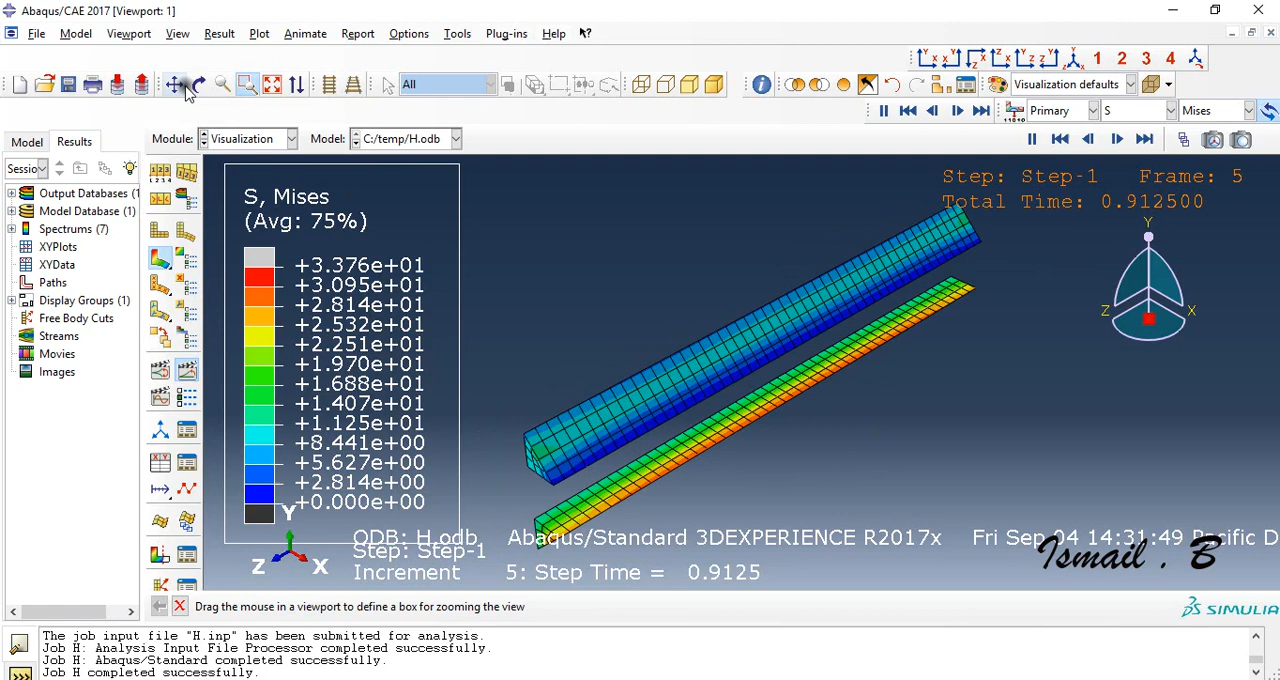 Abaqus/CAE 2017 [Viewport: 1]
File Model Viewport View Result Plot Animate Report Options Tools Plug-ins Help
1 2 3 4
All
Visualization defaults
Primary S Mises
Model Results
Module: Visualization Model: C:/temp/H.odb
Sessio
Output Databases (1
Model Database (1)
Spectrums (7)
XYPlots
XYData
Paths
Display Groups (1)
Free Body Cuts
Streams
Movies
Images
S, Mises
(Avg: 75%)
+3.376e+01
+3.095e+01
+2.814e+01
+2.532e+01
+2.251e+01
+1.970e+01
+1.688e+01
+1.407e+01
+1.125e+01
+8.441e+00
+5.627e+00
+2.814e+00
+0.000e+00
Step: Step-1 Frame: 5
Total Time: 0.912500
Y
Z X
Y
Z X
ODB: H.odb Abaqus/Standard 3DEXPERIENCE R2017x Fri Sep 04 14:31:49 Pacific D
Step: Step-1
Increment 5: Step Time = 0.9125
Ismail . B
Drag the mouse in a viewport to define a box for zooming the view
SIMULIA
The job input file "H.inp" has been submitted for analysis.
Job H: Analysis Input File Processor completed successfully.
Job H: Abaqus/Standard completed successfully.
Job H completed successfully.